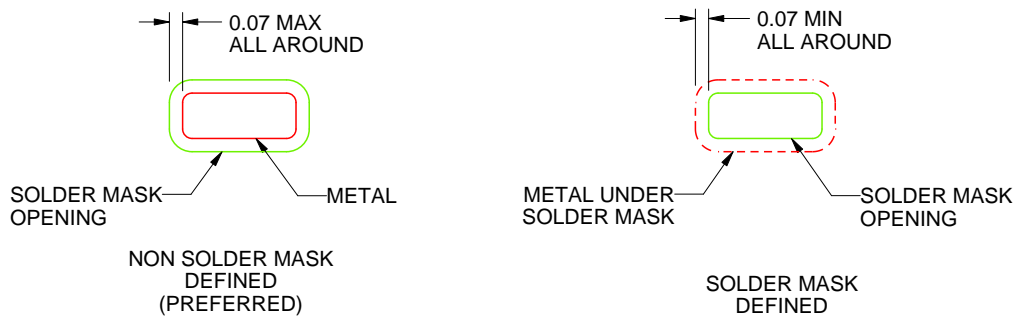 0.07 MAX
ALL AROUND
SOLDER MASK
OPENING
METAL
NON SOLDER MASK
DEFINED
(PREFERRED)
0.07 MIN
ALL AROUND
METAL UNDER
SOLDER MASK
SOLDER MASK
OPENING
SOLDER MASK
DEFINED